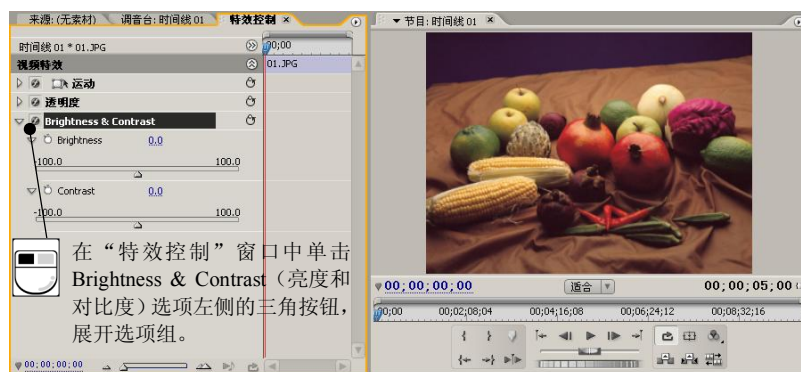 来源: (无素材)
调音台: 时间线 01
特效控制 ×
时间线 01 * 01.JPG
00;00
视频特效
01.JPG
运动
透明度
Brightness & Contrast
Brightness 0.0
-100.0 100.0
Contrast 0.0
-100.0 100.0
在“特效控制”窗口中单击
Brightness & Contrast（亮度和
对比度）选项左侧的三角按钮，
展开选项组。
00;00;00;00
节目: 时间线 01 ×
00;00;00;00 适合 00;00;05;00
00;00 00;02;08;04 00;04;16;08 00;06;24;12 00;08;32;16